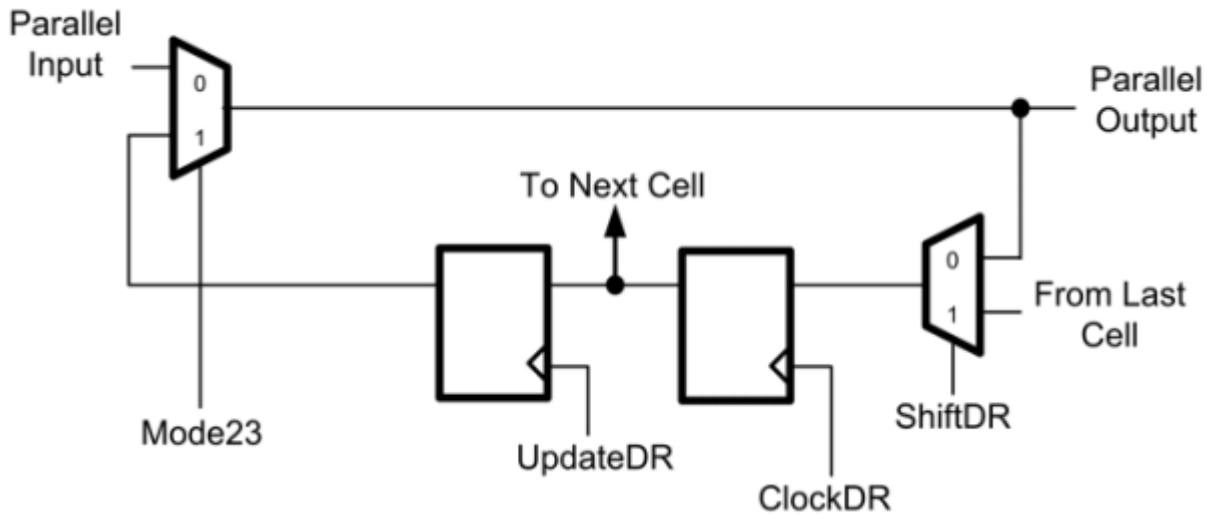 Parallel
Input
0
1
Parallel
Output
To Next Cell
0
1
From Last
Cell
Mode23
UpdateDR
ClockDR
ShiftDR